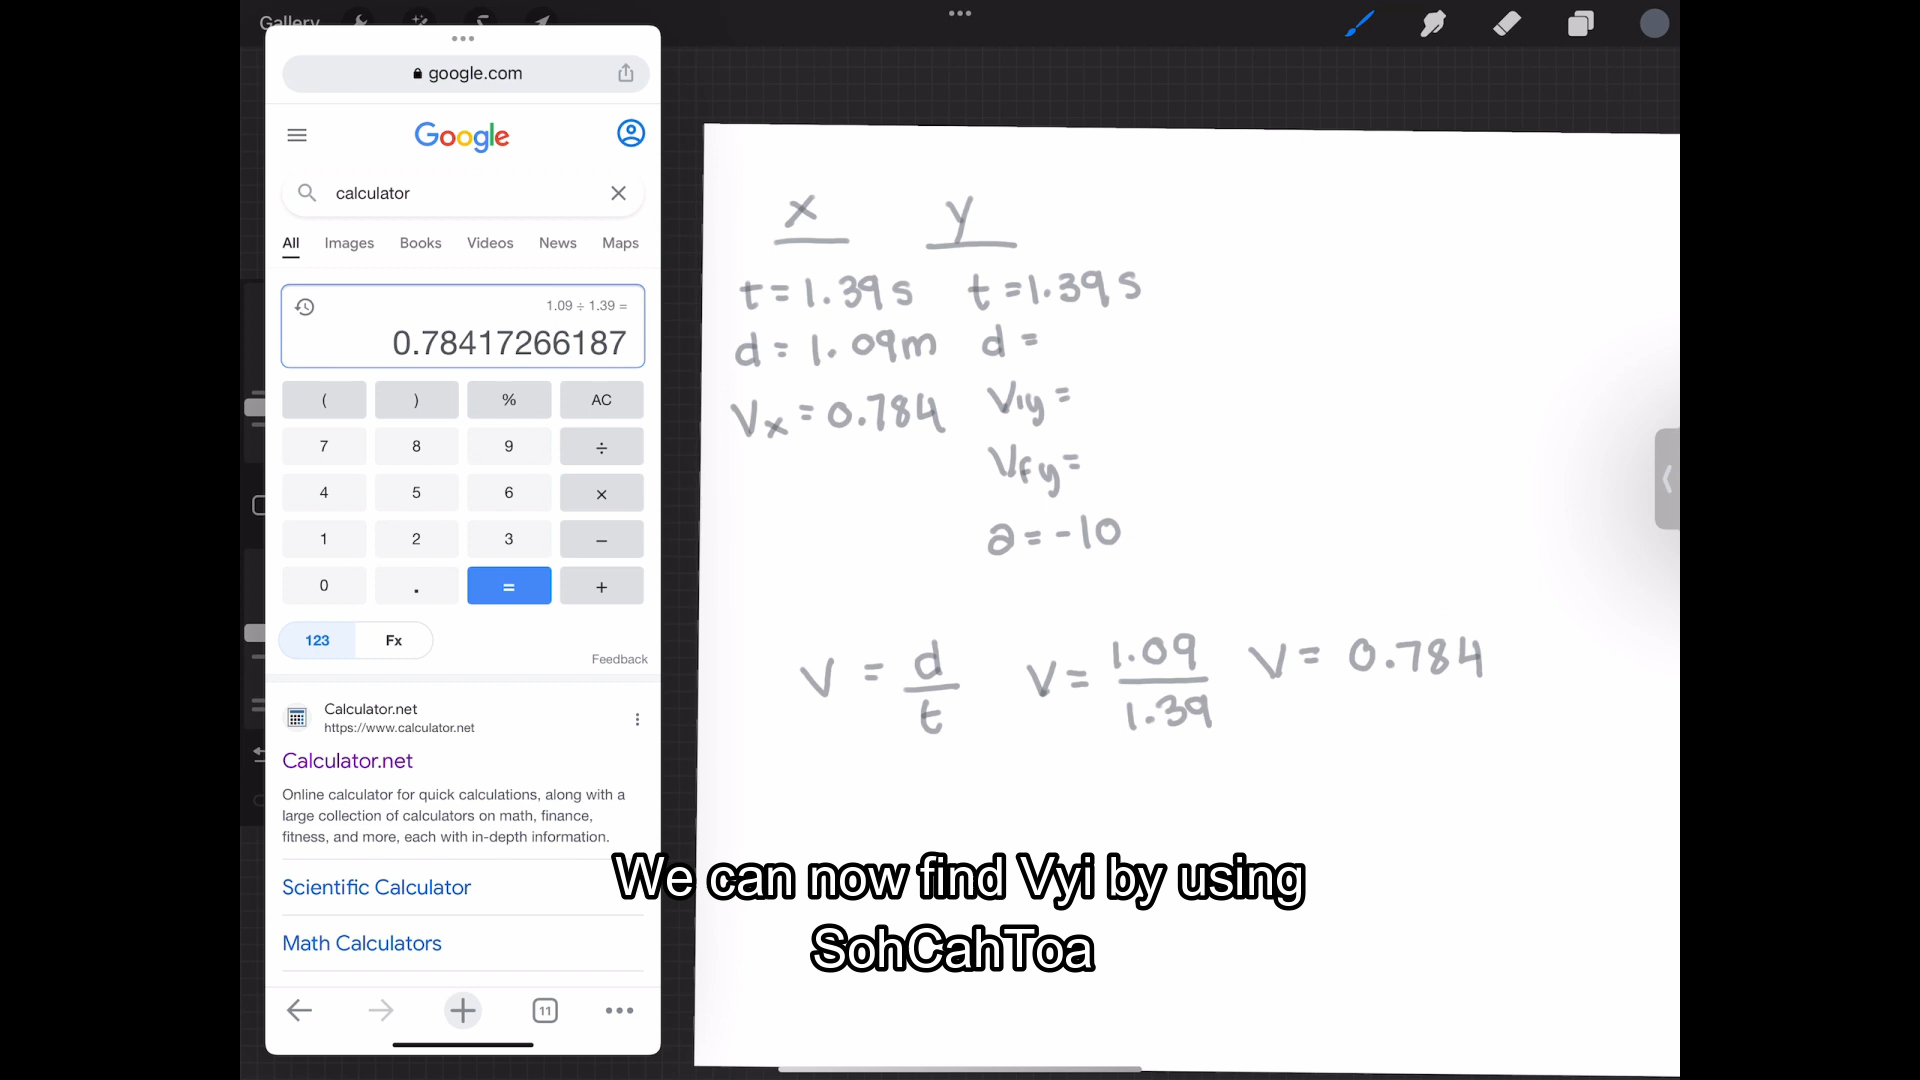 Gallery
google.com
Google
calculator
All Images Books Videos News Maps
1.09 ÷ 1.39 =
0.78417266187
( ) % AC
7 8 9 ÷
4 5 6 ×
1 2 3 −
0 . = +
123 Fx
Feedback
Calculator.net
https://www.calculator.net
Calculator.net
Online calculator for quick calculations, along with a
large collection of calculators on math, finance,
fitness, and more, each with in-depth information.
Scientific Calculator
Math Calculators
11
x y
t = 1.39 s t = 1.39 s
d = 1.09m d =
Vx = 0.784 Viy =
Vfy =
a = -10
V = d/t V = 1.09/1.39 V = 0.784
We can now find Vyi by using
SohCahToa